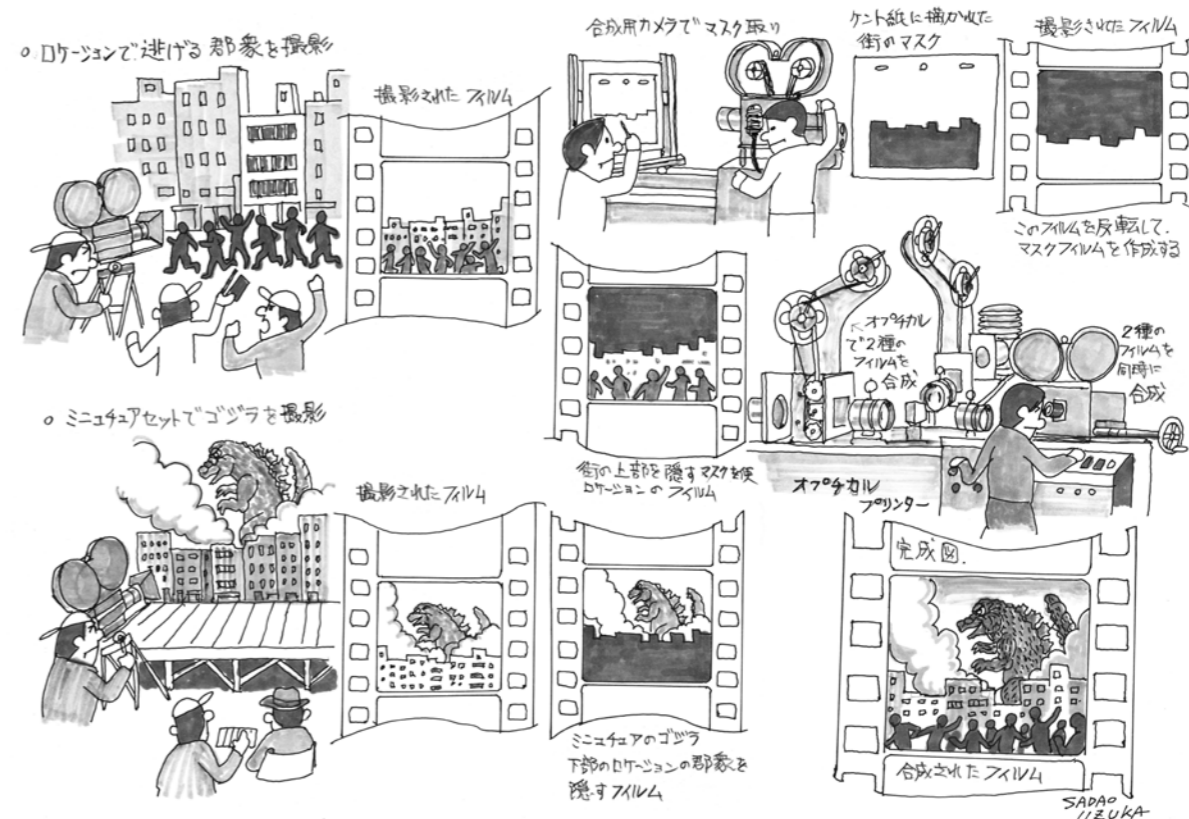 ○ ロケーションで逃げる郡衆を撮影
撮影されたフィルム
合成用カメラでマスク取り
ケント紙に描かれた
街のマスク
撮影されたフィルム
このフィルムを反転して、
マスクフィルムを作成する
オプチカル
で2種の
フィルムを
合成
2種の
フィルムを
同時に
合成
街の上部を隠すマスクを使
ロケーションのフィルム
オプチカル
プリンター
○ ミニュチュアセットでゴジラを撮影
撮影されたフィルム
ミニュチュアのゴジラ
下部のロケーションの郡衆を
隠すフィルム
完成図.
合成されたフィルム
SADAO
IIZUKA